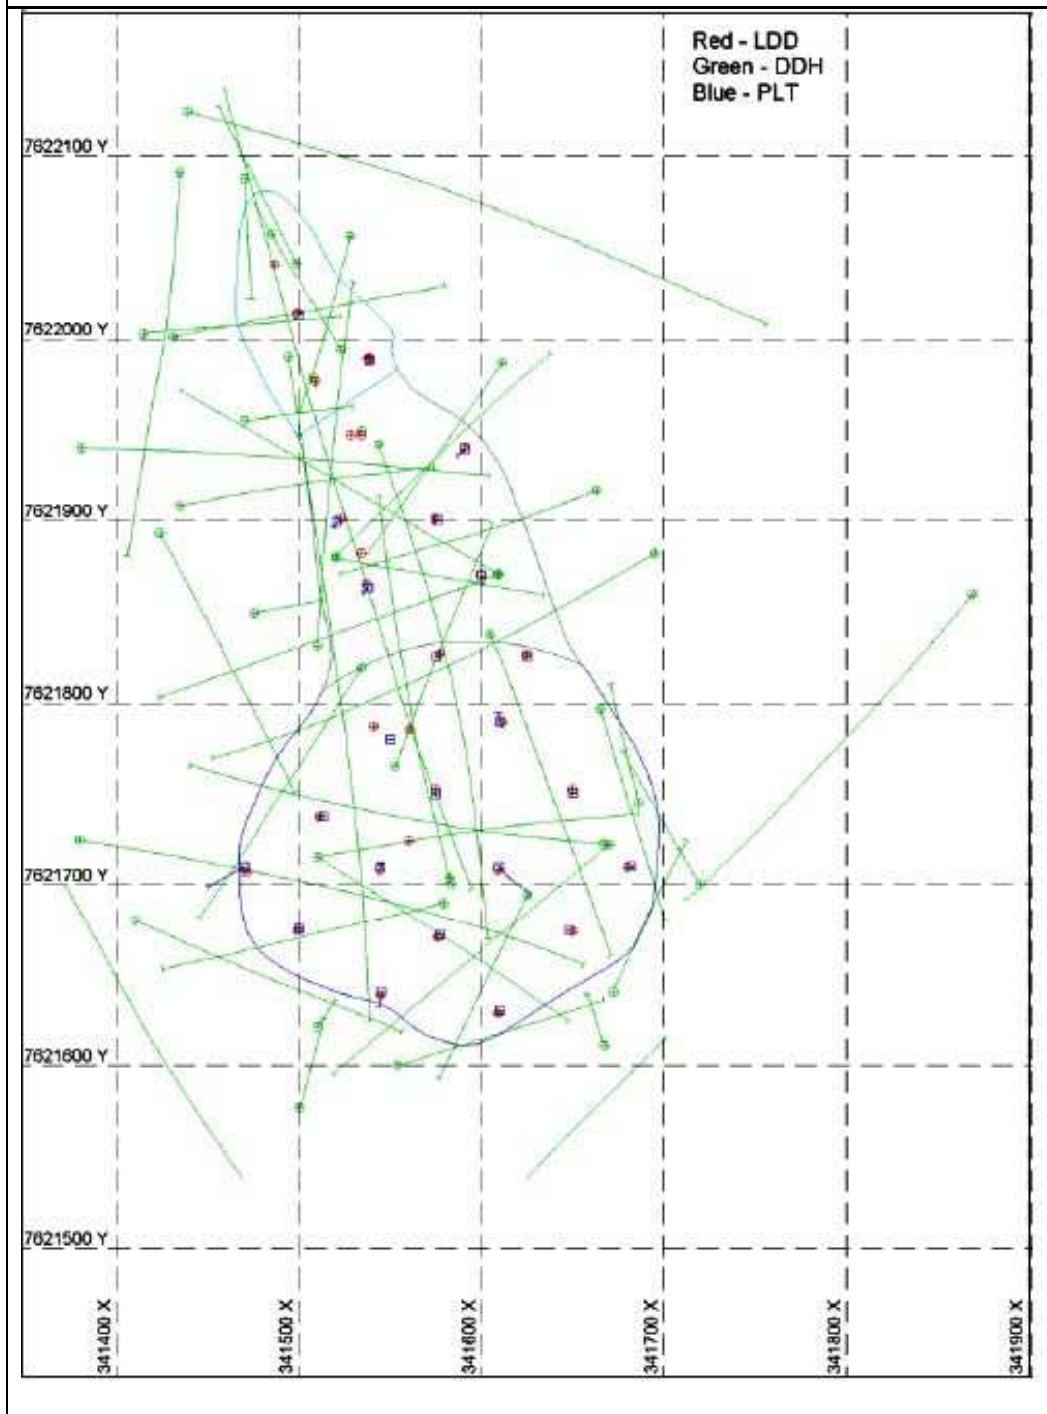 Red - LDD
Green - DDH
Blue - PLT
7622100 Y
7622000 Y
7621900 Y
7621800 Y
7621700 Y
7621600 Y
7621500 Y
341400 X
341500 X
341600 X
341700 X
341800 X
341900 X